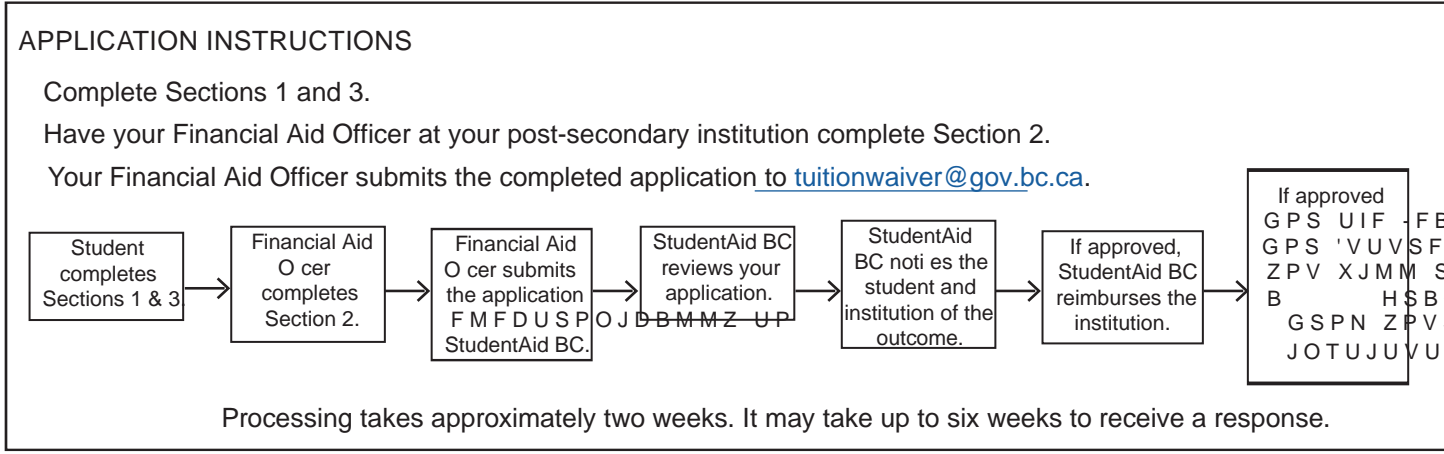 APPLICATION INSTRUCTIONS
Complete Sections 1 and 3.
Have your Financial Aid Officer at your post-secondary institution complete Section 2.
Your Financial Aid Officer submits the completed application to tuitionwaiver@gov.bc.ca.
Student
completes
Sections 1 & 3.
Financial Aid
O cer
completes
Section 2.
Financial Aid
O cer submits
the application
F M F D U S P O J D B M M Z U P
StudentAid BC.
StudentAid BC
reviews your
application.
StudentAid
BC noti es the
student and
institution of the
outcome.
If approved,
StudentAid BC
reimburses the
institution.
If approved
G P S U I F - F B
G P S ' V U V S F
Z P V X J M M S
B H S B
G S P N Z P V S
J O T U J U V U
Processing takes approximately two weeks. It may take up to six weeks to receive a response.